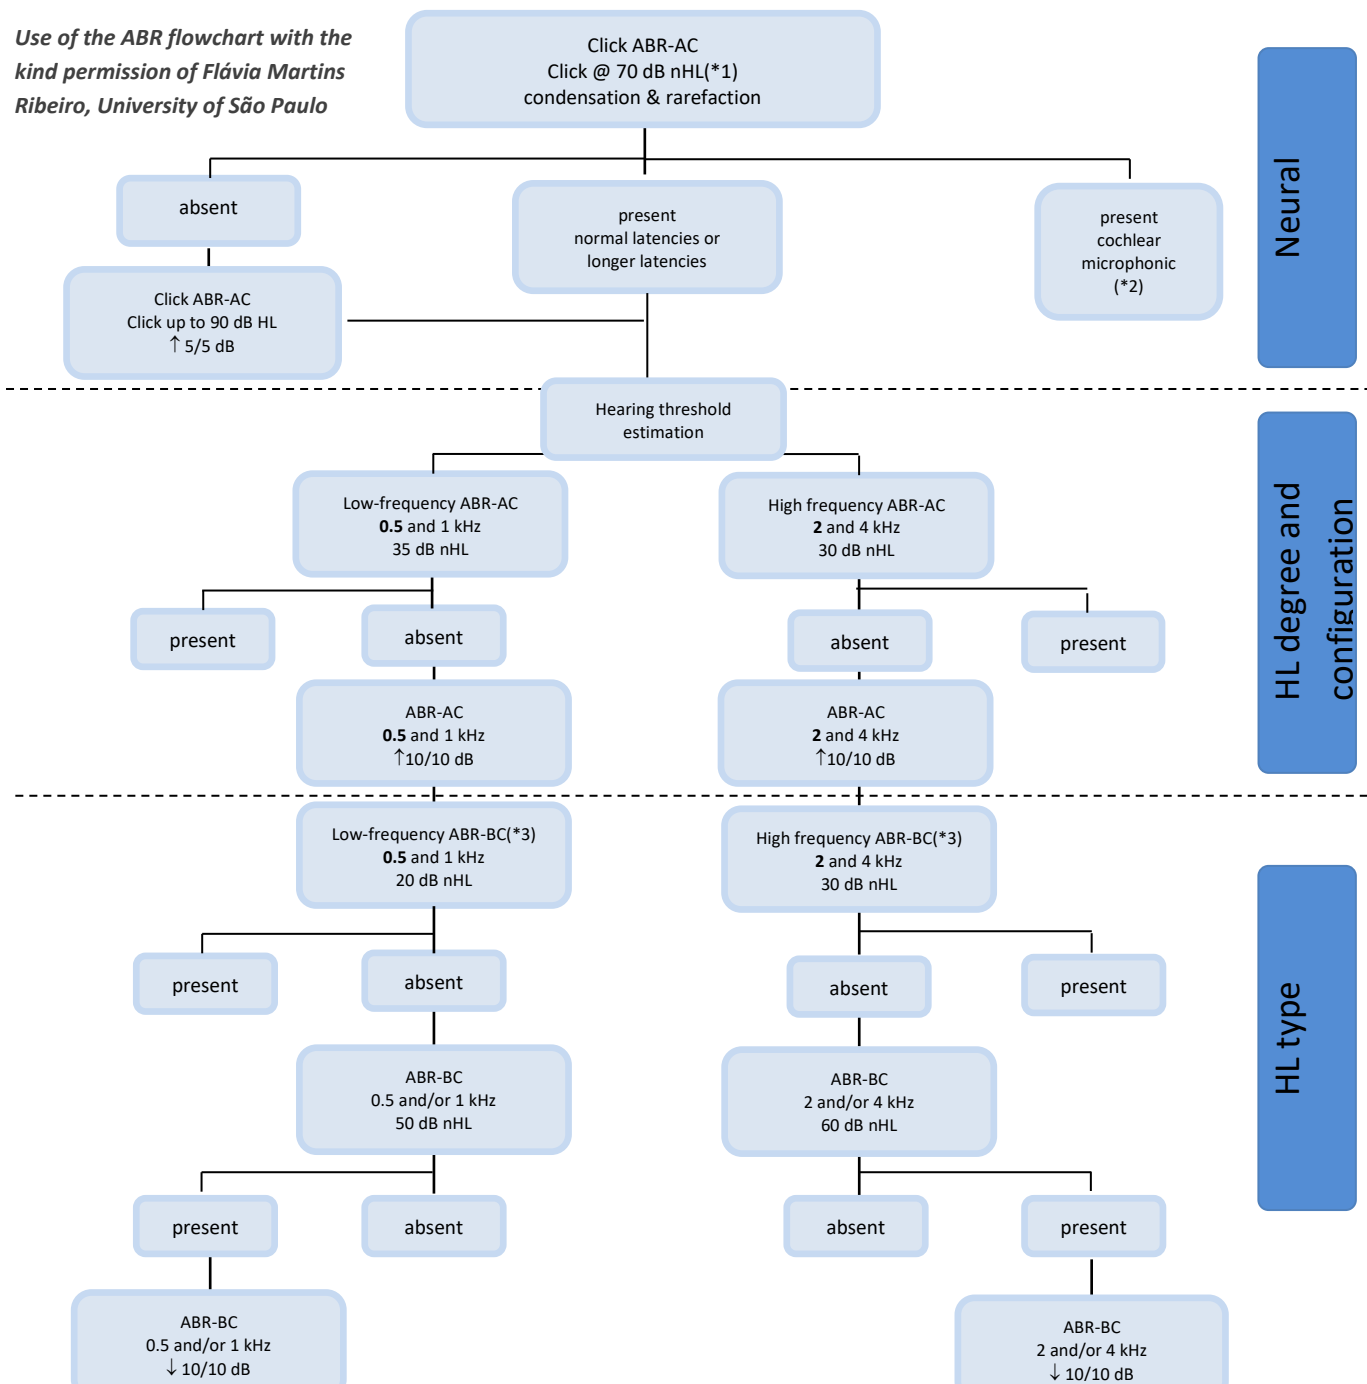 Use of the ABR flowchart with the
kind permission of Flávia Martins
Ribeiro, University of São Paulo
Click ABR-AC
Click @ 70 dB nHL(*1)
condensation & rarefaction
Neural
absent
present
normal latencies or
longer latencies
present
cochlear
microphonic
(*2)
Click ABR-AC
Click up to 90 dB HL
↑ 5/5 dB
Hearing threshold
estimation
HL degree and
configuration
Low-frequency ABR-AC
0.5 and 1 kHz
35 dB nHL
High frequency ABR-AC
2 and 4 kHz
30 dB nHL
present
absent
absent
present
ABR-AC
0.5 and 1 kHz
↑10/10 dB
ABR-AC
2 and 4 kHz
↑10/10 dB
Low-frequency ABR-BC(*3)
0.5 and 1 kHz
20 dB nHL
High frequency ABR-BC(*3)
2 and 4 kHz
30 dB nHL
HL type
present
absent
absent
present
ABR-BC
0.5 and/or 1 kHz
50 dB nHL
ABR-BC
2 and/or 4 kHz
60 dB nHL
present
absent
absent
present
ABR-BC
0.5 and/or 1 kHz
↓ 10/10 dB
ABR-BC
2 and/or 4 kHz
↓ 10/10 dB